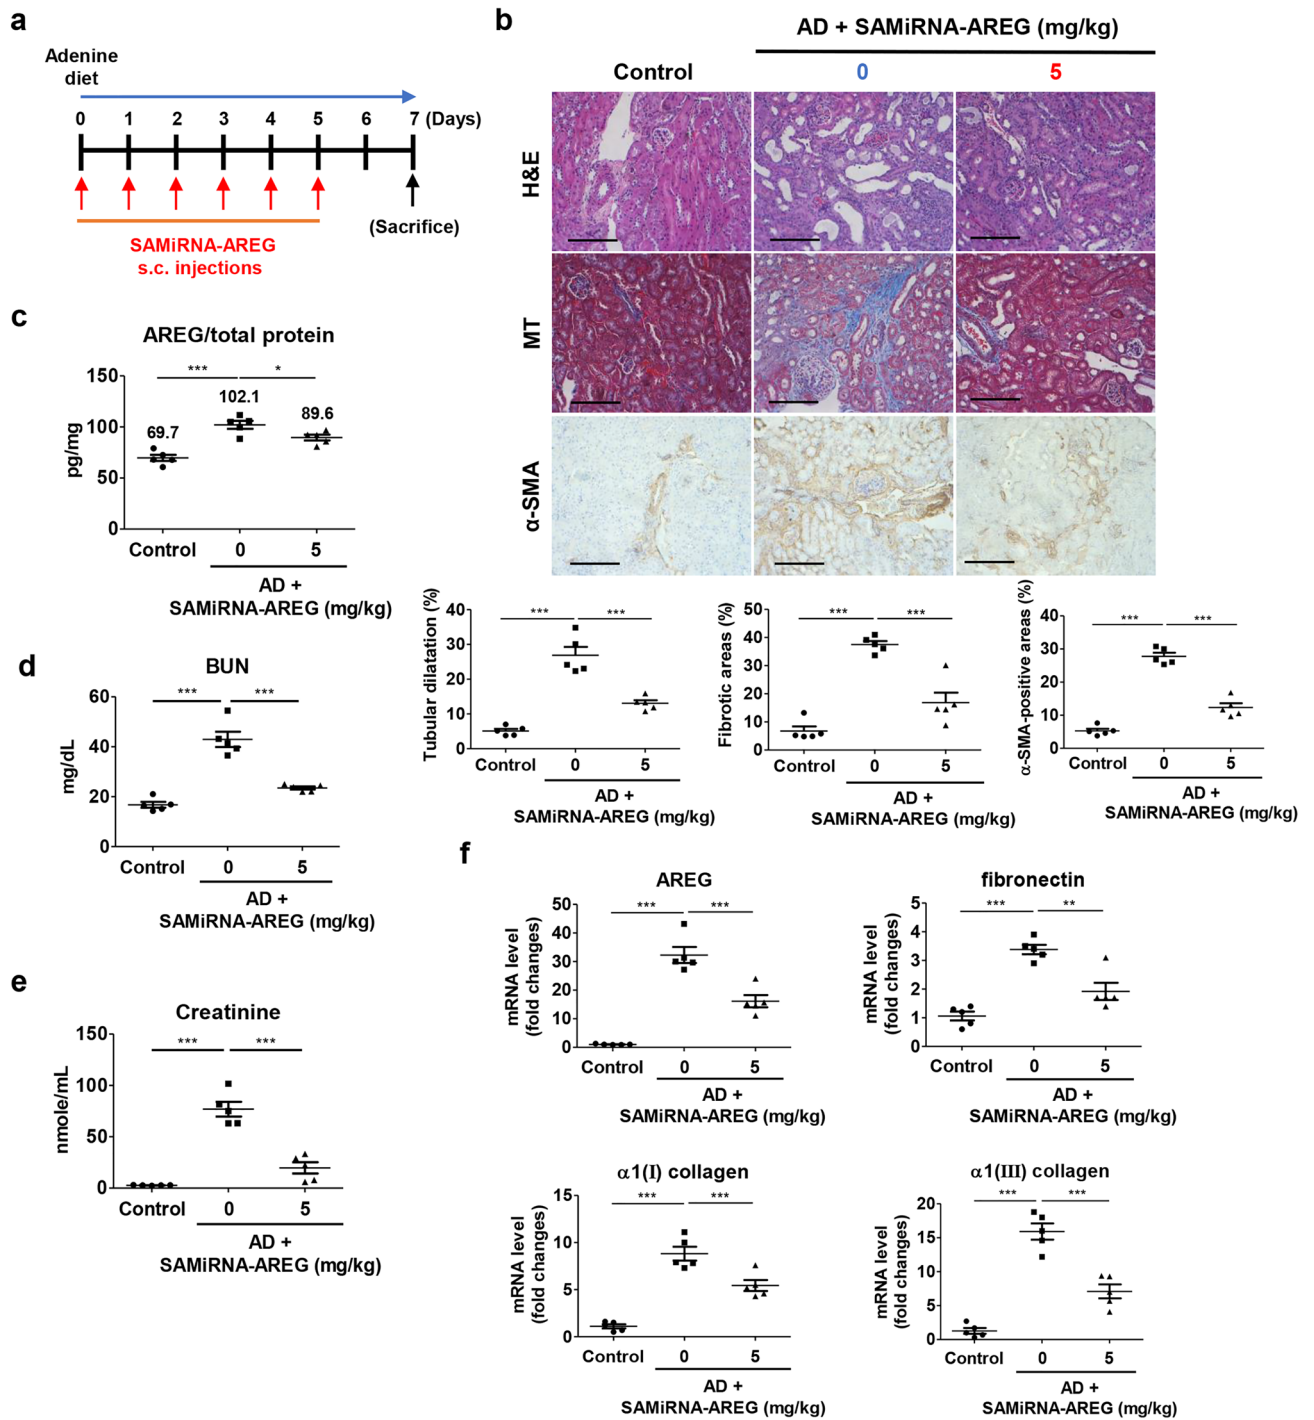 a
Adenine
diet
0 1 2 3 4 5 6 7 (Days)
(Sacrifice)
SAMiRNA-AREG
s.c. injections
b
AD + SAMiRNA-AREG (mg/kg)
Control 0 5
H&E
MT
α-SMA
Tubular dilatation (%)
40
30
20
10
0
*** ***
Control 0 5
AD +
SAMiRNA-AREG (mg/kg)
Fibrotic areas (%)
50
40
30
20
10
0
*** ***
Control 0 5
AD +
SAMiRNA-AREG (mg/kg)
α-SMA-positive areas (%)
40
30
20
10
0
*** ***
Control 0 5
AD +
SAMiRNA-AREG (mg/kg)
c
AREG/total protein
pg/mg
150
100
50
0
*** *
69.7
102.1
89.6
Control 0 5
AD +
SAMiRNA-AREG (mg/kg)
d
BUN
mg/dL
60
40
20
0
*** ***
Control 0 5
AD +
SAMiRNA-AREG (mg/kg)
e
Creatinine
nmole/mL
150
100
50
0
*** ***
Control 0 5
AD +
SAMiRNA-AREG (mg/kg)
f
AREG
mRNA level
(fold changes)
50
40
30
20
10
0
*** ***
Control 0 5
AD +
SAMiRNA-AREG (mg/kg)
fibronectin
mRNA level
(fold changes)
5
4
3
2
1
0
*** **
Control 0 5
AD +
SAMiRNA-AREG (mg/kg)
α1(I) collagen
mRNA level
(fold changes)
15
10
5
0
*** ***
Control 0 5
AD +
SAMiRNA-AREG (mg/kg)
α1(III) collagen
mRNA level
(fold changes)
20
15
10
5
0
*** ***
Control 0 5
AD +
SAMiRNA-AREG (mg/kg)